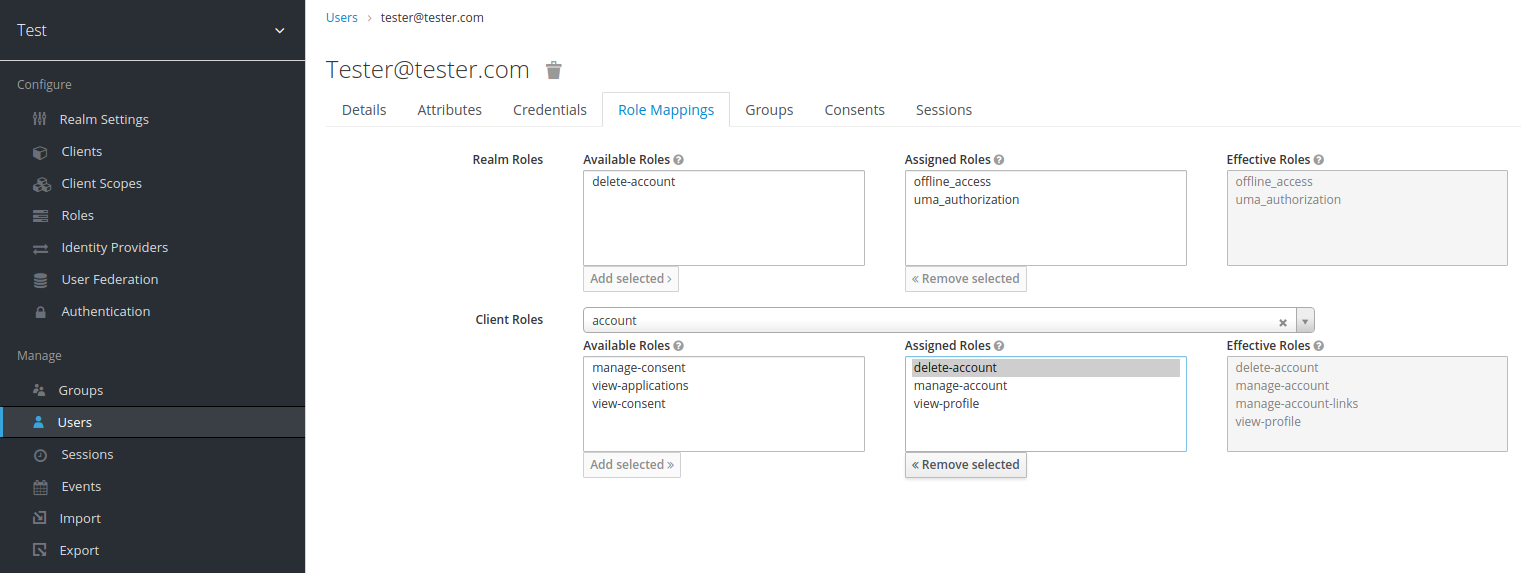 Test
Configure
Realm Settings
Clients
Client Scopes
Roles
Identity Providers
User Federation
Authentication
Manage
Groups
Users
Sessions
Events
Import
Export
Users › tester@tester.com
Tester@tester.com
Details Attributes Credentials Role Mappings Groups Consents Sessions
Realm Roles
Available Roles ?
delete-account
Add selected ›
Assigned Roles ?
offline_access
uma_authorization
« Remove selected
Effective Roles ?
offline_access
uma_authorization
Client Roles
account
Available Roles ?
manage-consent
view-applications
view-consent
Add selected »
Assigned Roles ?
delete-account
manage-account
view-profile
« Remove selected
Effective Roles ?
delete-account
manage-account
manage-account-links
view-profile